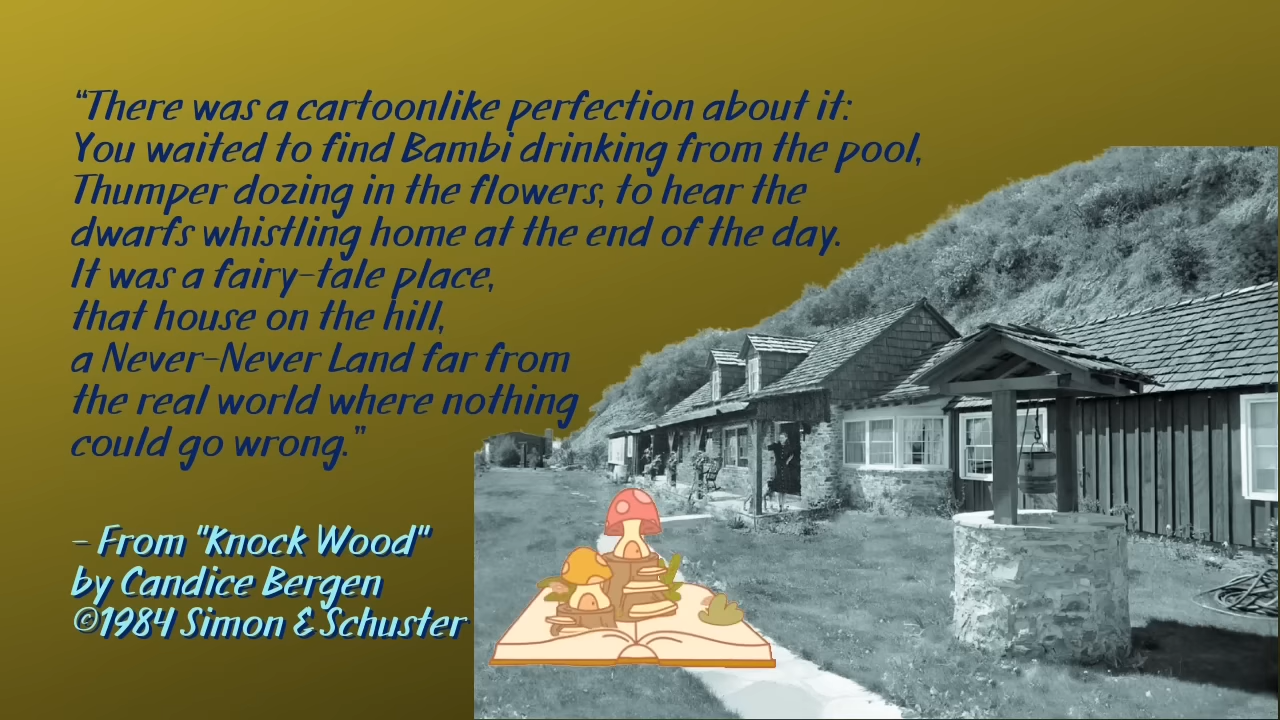 “There was a cartoonlike perfection about it:
You waited to find Bambi drinking from the pool,
Thumper dozing in the flowers, to hear the
dwarfs whistling home at the end of the day.
It was a fairy-tale place,
that house on the hill,
a Never-Never Land far from
the real world where nothing
could go wrong.”
- From "Knock Wood"
by Candice Bergen
©1984 Simon & Schuster